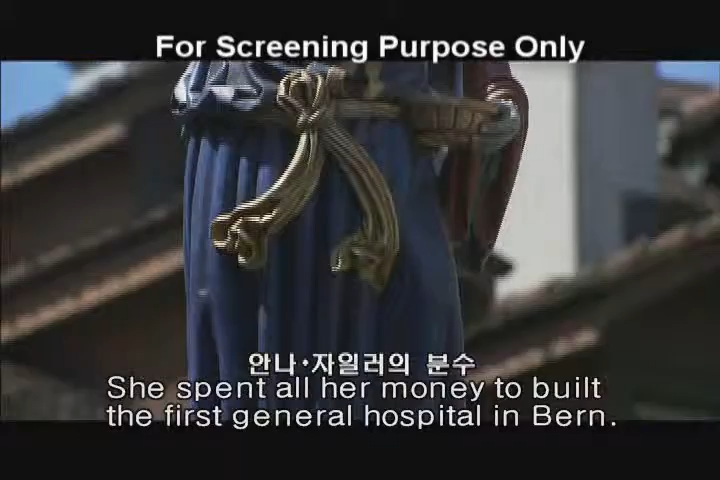 For Screening Purpose Only
안나·자일러의 분수
She spent all her money to built
the first general hospital in Bern.